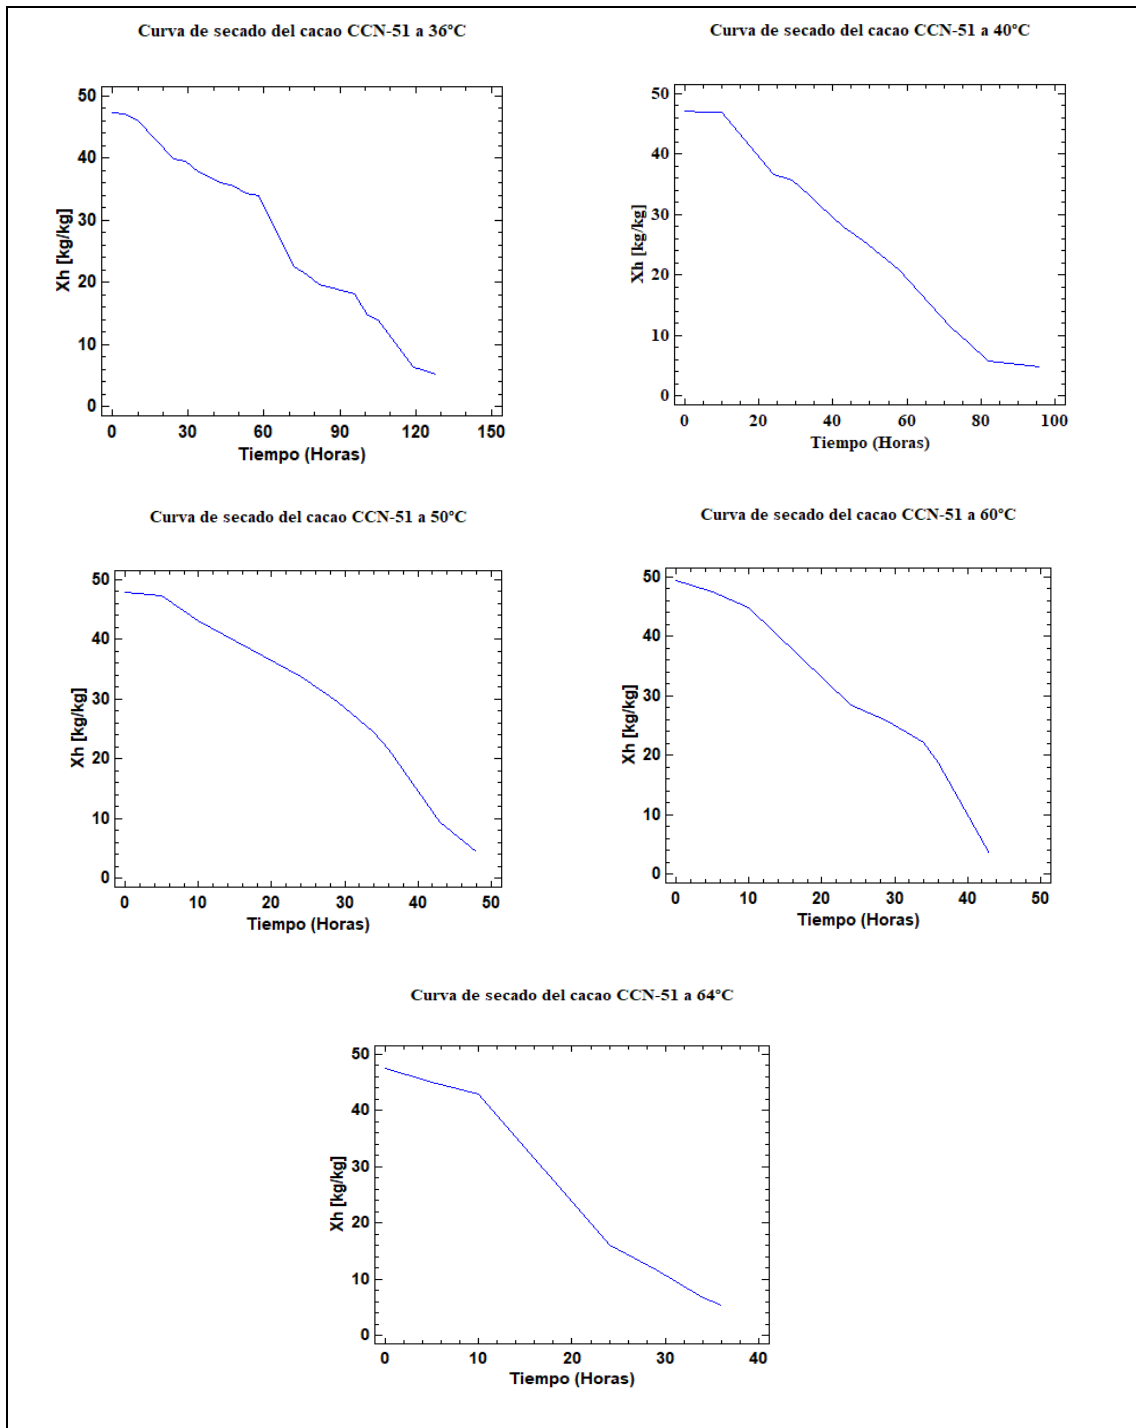 Curva de secado del cacao CCN-51 a 36°C
50
40
30
20
10
0
Xh [kg/kg]
0 30 60 90 120 150
Tiempo (Horas)
Curva de secado del cacao CCN-51 a 40°C
50
40
30
20
10
0
Xh [kg/kg]
0 20 40 60 80 100
Tiempo (Horas)
Curva de secado del cacao CCN-51 a 50°C
50
40
30
20
10
0
Xh [kg/kg]
0 10 20 30 40 50
Tiempo (Horas)
Curva de secado del cacao CCN-51 a 60°C
50
40
30
20
10
0
Xh [kg/kg]
0 10 20 30 40 50
Tiempo (Horas)
Curva de secado del cacao CCN-51 a 64°C
50
40
30
20
10
0
Xh [kg/kg]
0 10 20 30 40
Tiempo (Horas)